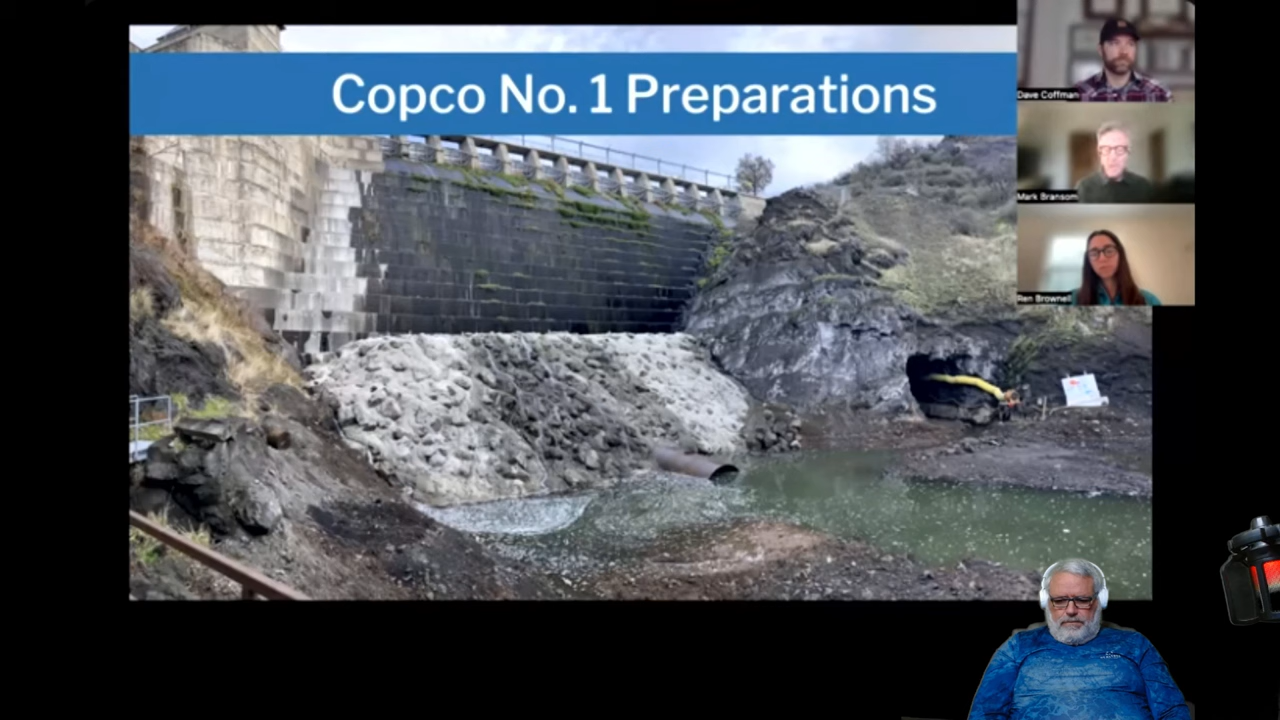 Copco No. 1 Preparations
Dave Coffman
Mark Bransom
Ren Brownell